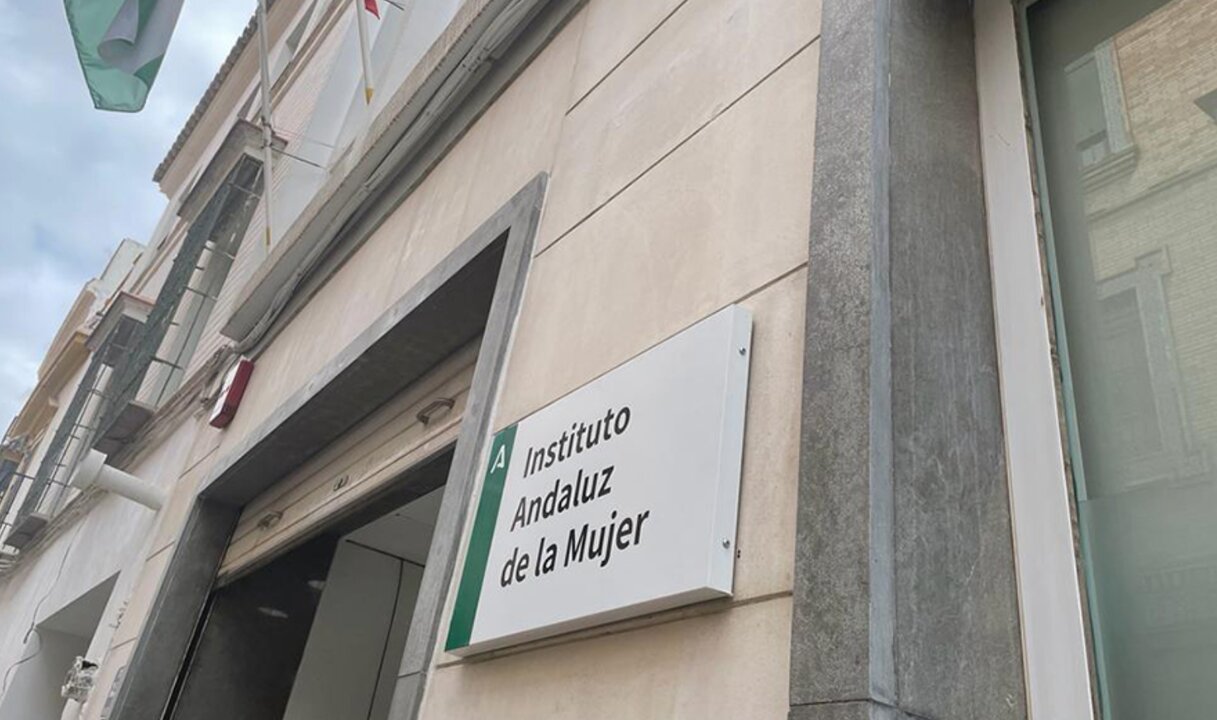 Instituto
Andaluz
de la Mujer